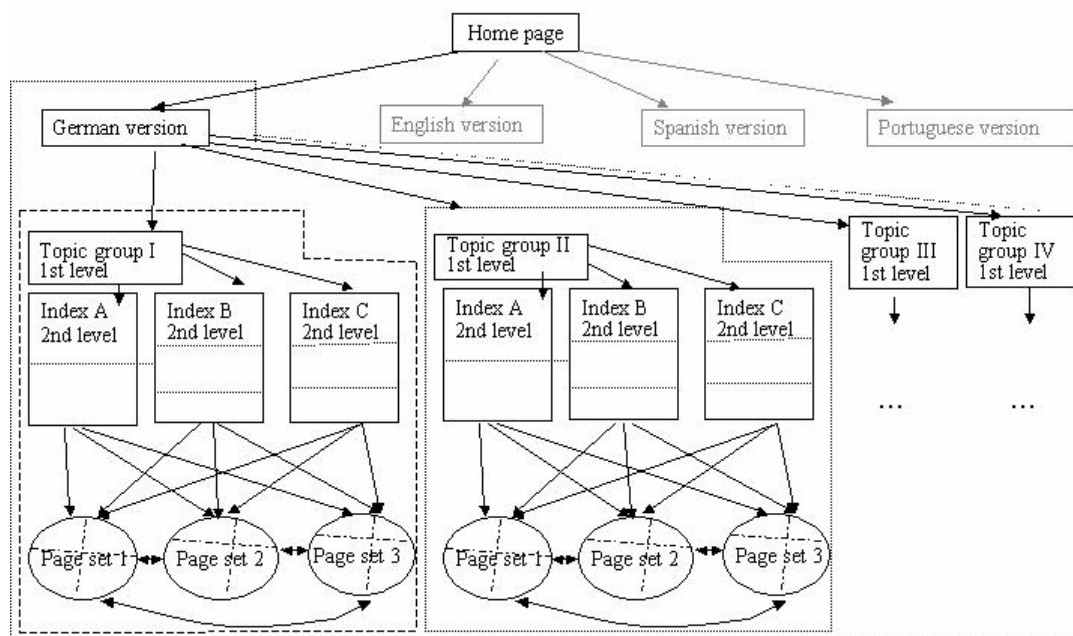 Home page
German version
English version
Spanish version
Portuguese version
Topic group I
1st level
Topic group II
1st level
Topic
group III
1st level
Topic
group IV
1st level
Index A
2nd level
Index B
2nd level
Index C
2nd level
Index A
2nd level
Index B
2nd level
Index C
2nd level
...
...
Page set 1
Page set 2
Page set 3
Page set 1
Page set 2
Page set 3